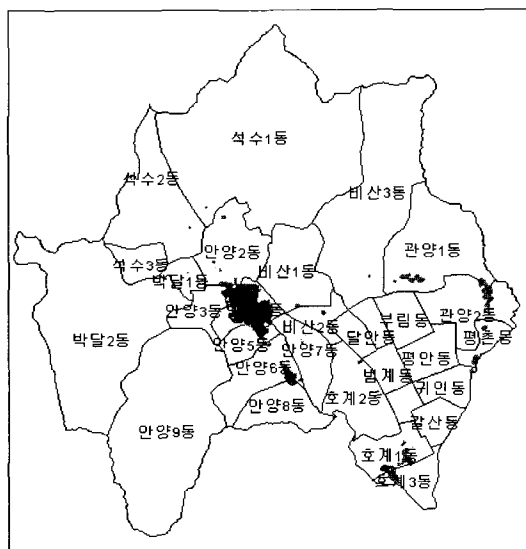 석수1동
석수2동
비산3동
안양2동
관양1동
석수3동
비산1동
박달1동
안양3동
동
관양2동
부림동
비산2동
달안동
평촌동
박달2동
안양5동
안양7동
평안동
안양6동
범계동
귀인동
호계2동
안양8동
갈산동
안양9동
호계1동
호계3동